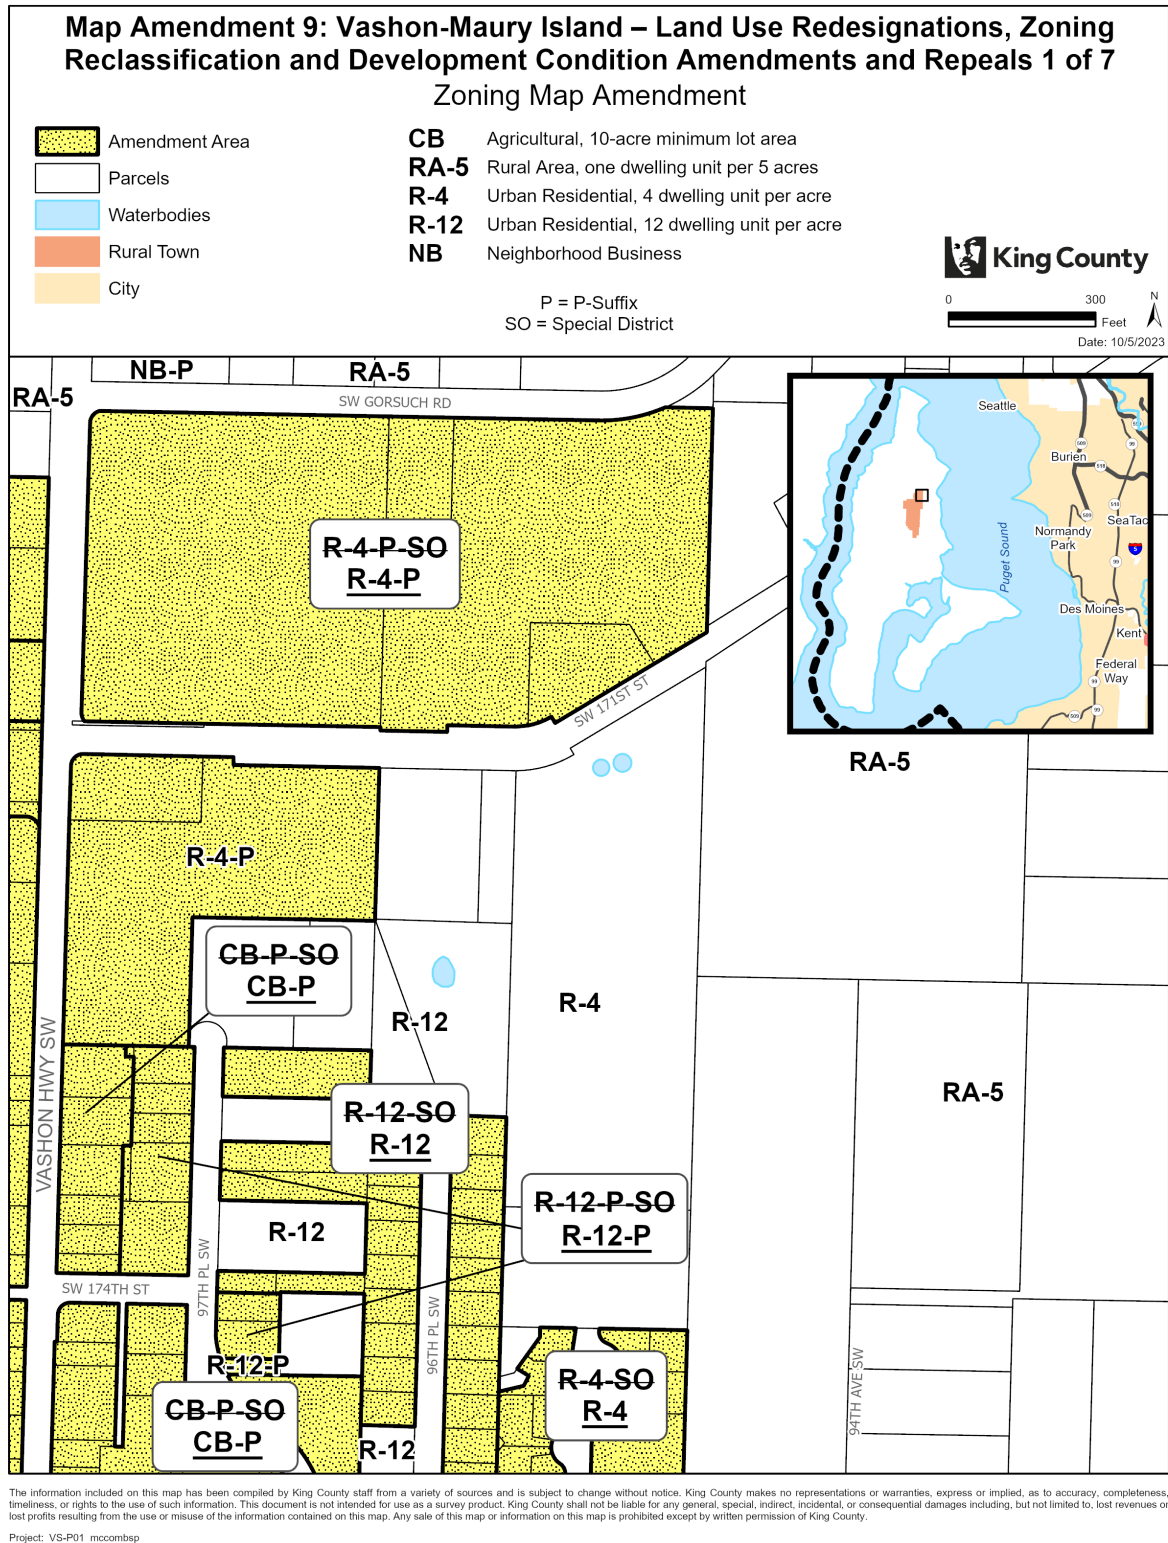 Map Amendment 9: Vashon-Maury Island – Land Use Redesignations, Zoning
Reclassification and Development Condition Amendments and Repeals 1 of 7
Zoning Map Amendment
Amendment Area
Parcels
Waterbodies
Rural Town
City
CB Agricultural, 10-acre minimum lot area
RA-5 Rural Area, one dwelling unit per 5 acres
R-4 Urban Residential, 4 dwelling unit per acre
R-12 Urban Residential, 12 dwelling unit per acre
NB Neighborhood Business
P = P-Suffix
SO = Special District
King County
0 300
Feet
N
Date: 10/5/2023
NB-P
RA-5
RA-5
SW GORSUCH RD
Seattle
509
99
Burien
518
509
518
SeaTac
Normandy
Park
5
99
Puget Sound
Des Moines
Kent
Federal
Way
99
99
509
R-4-P-SO
R-4-P
SW 171ST ST
RA-5
R-4-P
CB-P-SO
CB-P
R-4
R-12
VASHON HWY SW
RA-5
R-12-SO
R-12
R-12-P-SO
R-12-P
R-12
97TH PL SW
SW 174TH ST
96TH PL SW
R-12-P
94TH AVE SW
R-4-SO
R-4
CB-P-SO
CB-P
R-12
The information included on this map has been compiled by King County staff from a variety of sources and is subject to change without notice. King County makes no representations or warranties, express or implied, as to accuracy, completeness,
timeliness, or rights to the use of such information. This document is not intended for use as a survey product. King County shall not be liable for any general, special, indirect, incidental, or consequential damages including, but not limited to, lost revenues or
lost profits resulting from the use or misuse of the information contained on this map. Any sale of this map or information on this map is prohibited except by written permission of King County.
Project: VS-P01 mccombsp